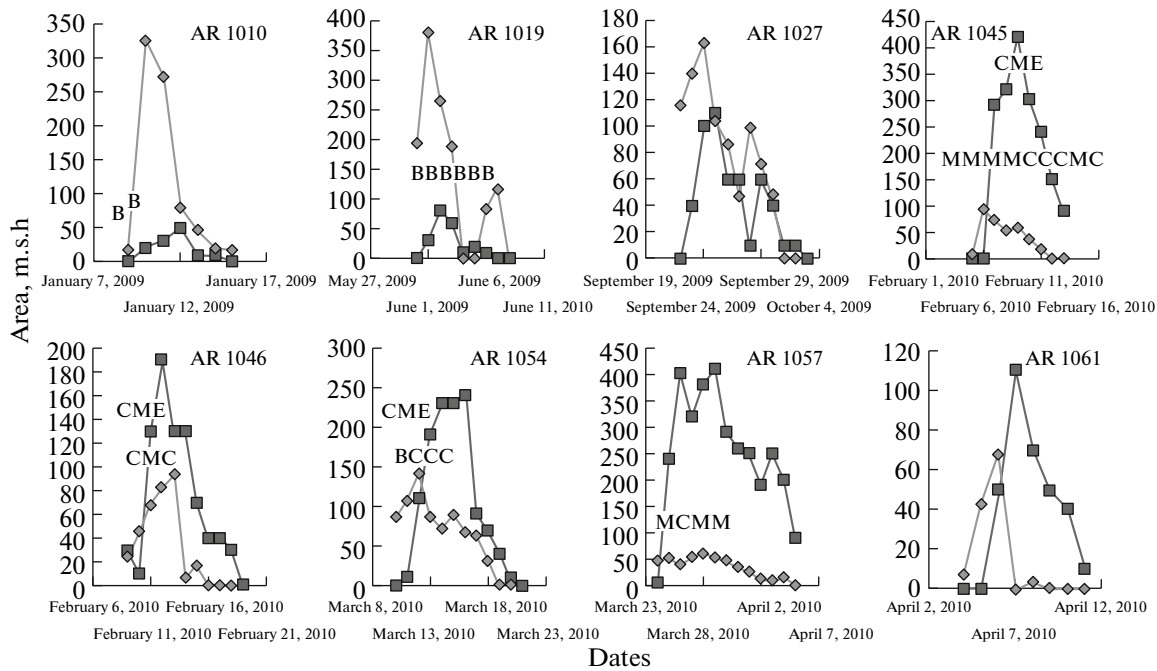 Area, m.s.h
AR 1010
350
300
250
200
150
100
50
0
B B
January 7, 2009 January 17, 2009
January 12, 2009
AR 1019
400
350
300
250
200
150
100
50
0
BBBBBB
May 27, 2009 June 6, 2009
June 1, 2009 June 11, 2009
AR 1027
180
160
140
120
100
80
60
40
20
0
September 19, 2009 September 29, 2009
September 24, 2009 October 4, 2009
AR 1045
450
400
350
300
250
200
150
100
50
0
CME
MMMMCCCMC
February 1, 2010 February 11, 2010
February 6, 2010 February 16, 2010
AR 1046
200
180
160
140
120
100
80
60
40
20
0
CME
CMC
February 6, 2010 February 16, 2010
February 11, 2010 February 21, 2010
AR 1054
300
250
200
150
100
50
0
CME
BCCC
March 8, 2010 March 18, 2010
March 13, 2010 March 23, 2010
AR 1057
450
400
350
300
250
200
150
100
50
0
MCMM
March 23, 2010 April 2, 2010
March 28, 2010 April 7, 2010
AR 1061
120
100
80
60
40
20
0
April 2, 2010 April 12, 2010
April 7, 2010
Dates